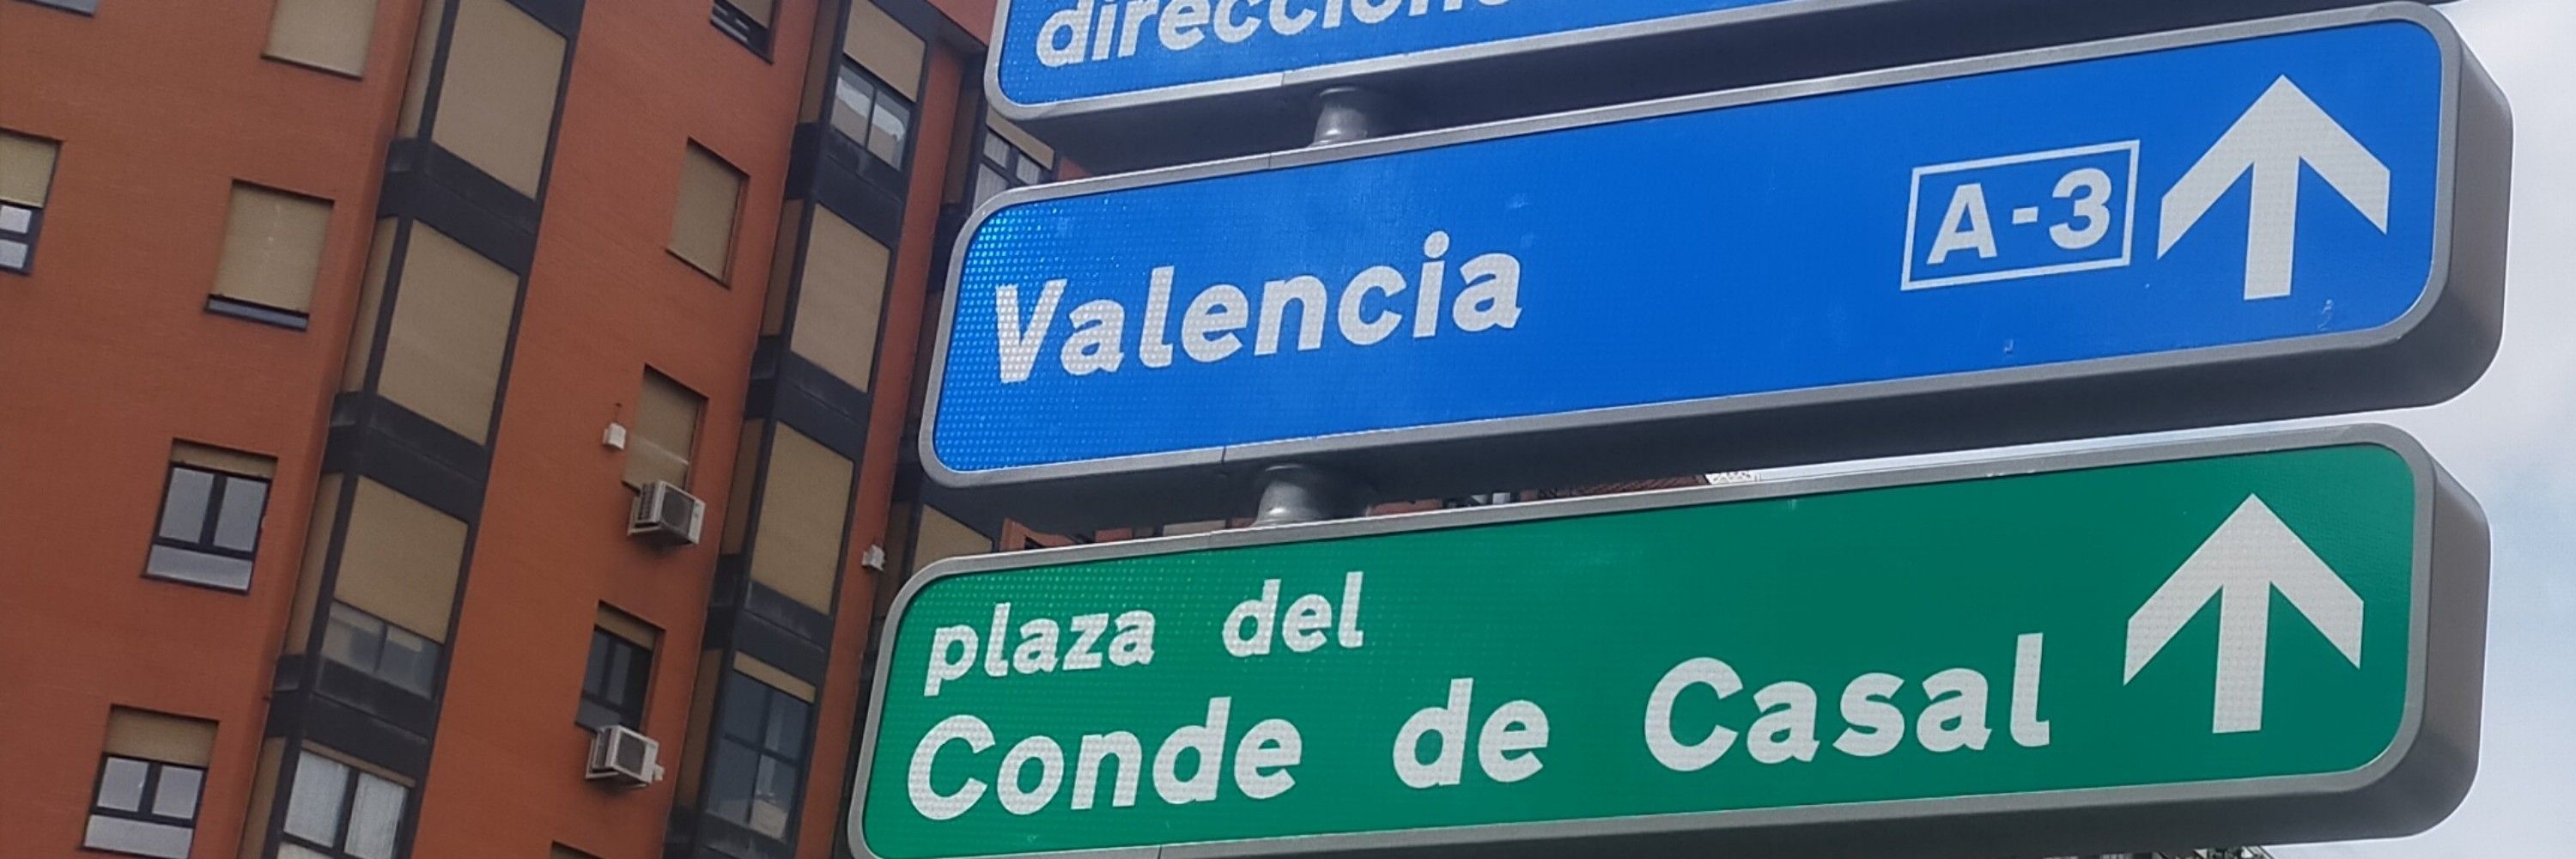 Valencia A-3
plaza del
Conde de Casal